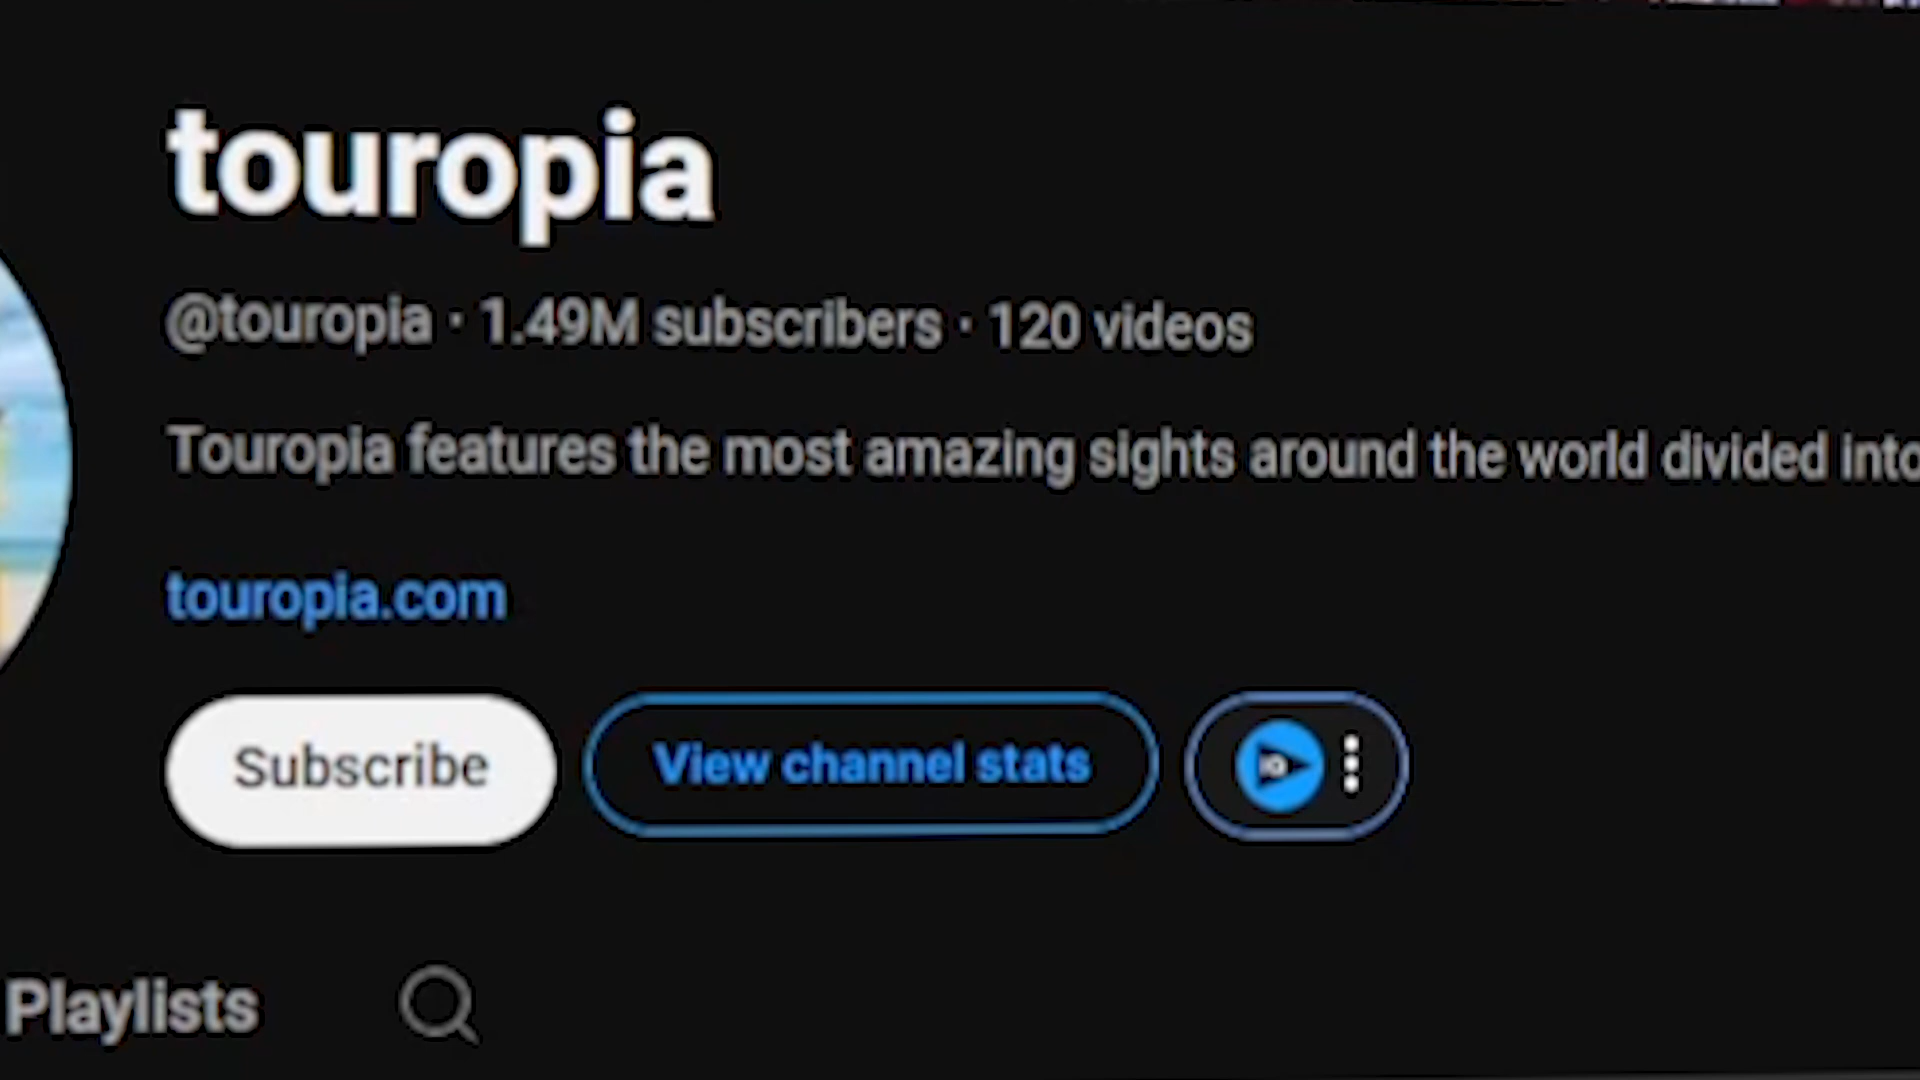 touropia
@touropia · 1.49M subscribers · 120 videos
Touropia features the most amazing sights around the world divided into
touropia.com
Subscribe
View channel stats
Playlists